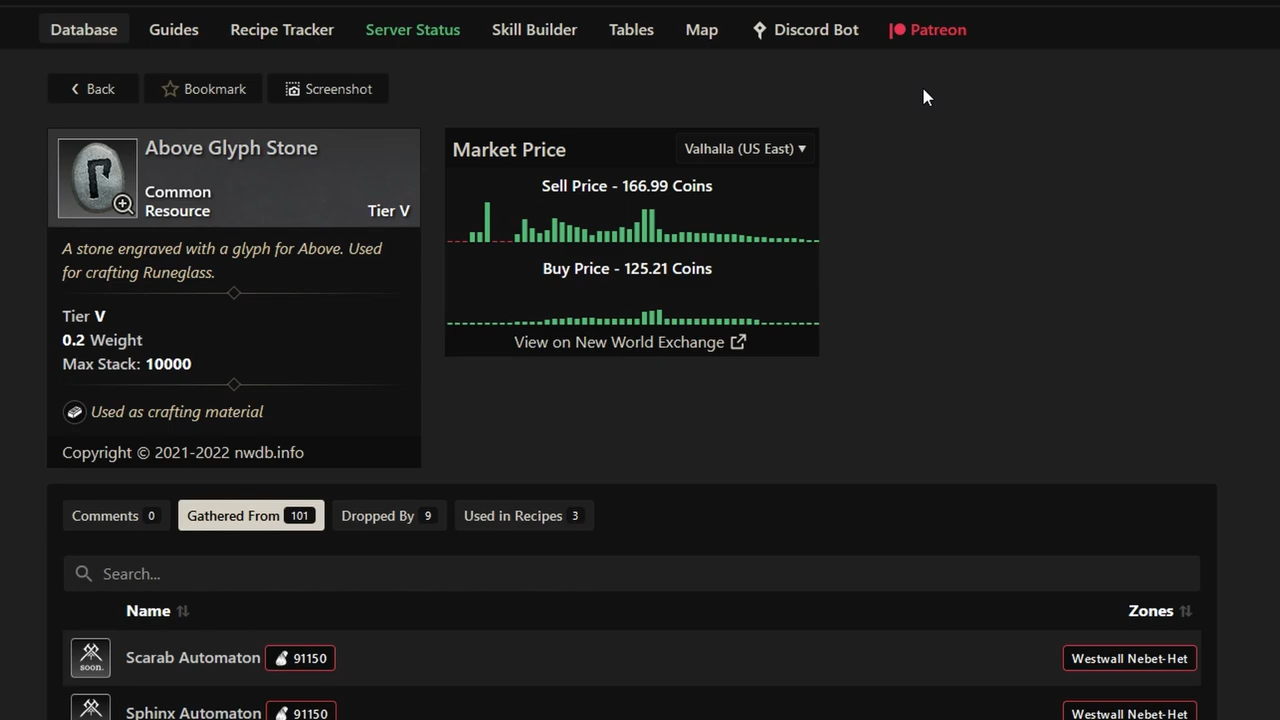 Database Guides Recipe Tracker Server Status Skill Builder Tables Map Discord Bot Patreon
Back Bookmark Screenshot
Above Glyph Stone
Common
Resource Tier V
A stone engraved with a glyph for Above. Used
for crafting Runeglass.
Tier V
0.2 Weight
Max Stack: 10000
Used as crafting material
Copyright © 2021-2022 nwdb.info
Market Price Valhalla (US East)
Sell Price - 166.99 Coins
Buy Price - 125.21 Coins
View on New World Exchange
Comments 0 Gathered From 101 Dropped By 9 Used in Recipes 3
Search...
Name Zones
soon.
Scarab Automaton 91150 Westwall Nebet-Het
Sphinx Automaton 91150 Westwall Nebet-Het